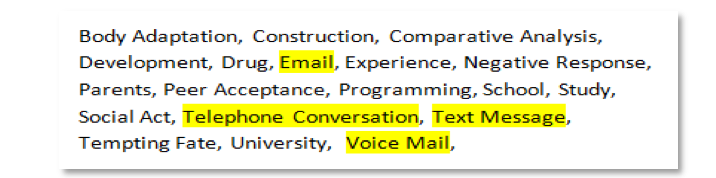 Body Adaptation, Construction, Comparative Analysis,
Development, Drug, Email, Experience, Negative Response,
Parents, Peer Acceptance, Programming, School, Study,
Social Act, Telephone Conversation, Text Message,
Tempting Fate, University, Voice Mail,